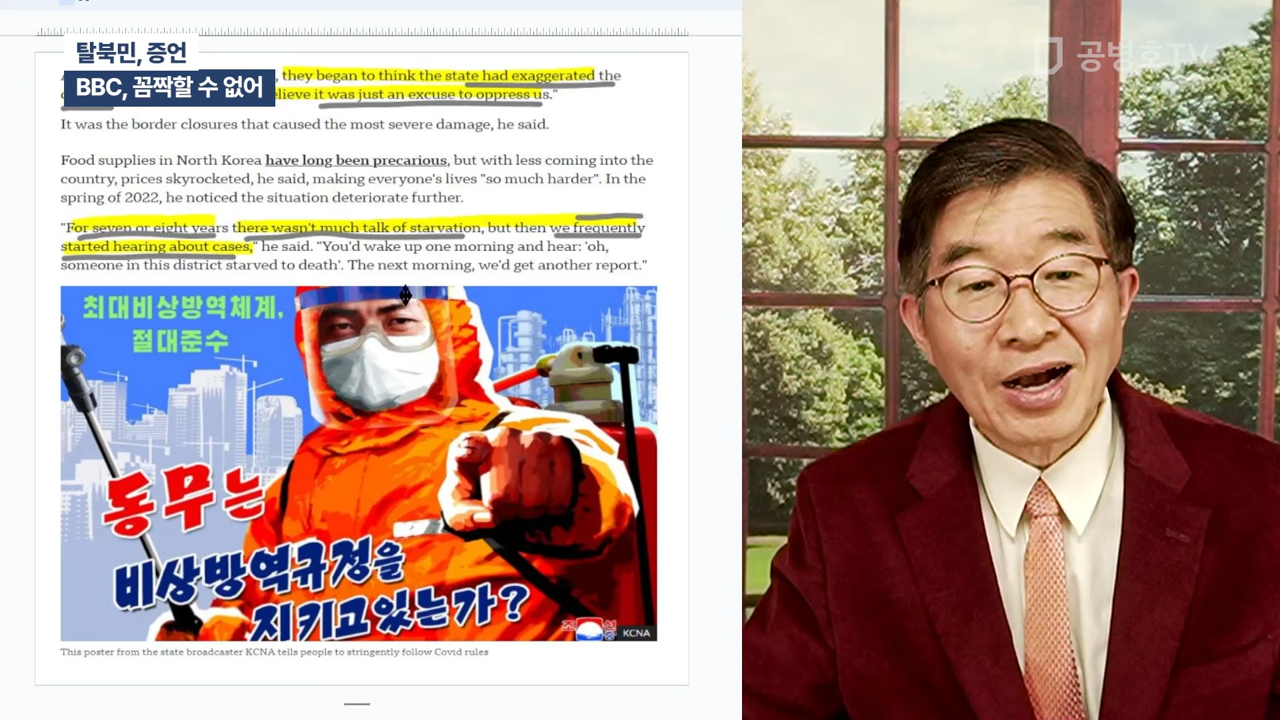 탈북민, 증언
BBC, 꼼짝할 수 없어
공병호TV
they began to think the state had exaggerated the
elieve it was just an excuse to oppress us."
It was the border closures that caused the most severe damage, he said.
Food supplies in North Korea have long been precarious, but with less coming into the
country, prices skyrocketed, he said, making everyone's lives "so much harder". In the
spring of 2022, he noticed the situation deteriorate further.
"For seven or eight years there wasn't much talk of starvation, but then we frequently
started hearing about cases," he said. "You'd wake up one morning and hear: 'oh,
someone in this district starved to death'. The next morning, we'd get another report."
최대비상방역체계,
절대준수
동무는
비상방역규정을
지키고있는가?
KCNA
This poster from the state broadcaster KCNA tells people to stringently follow Covid rules